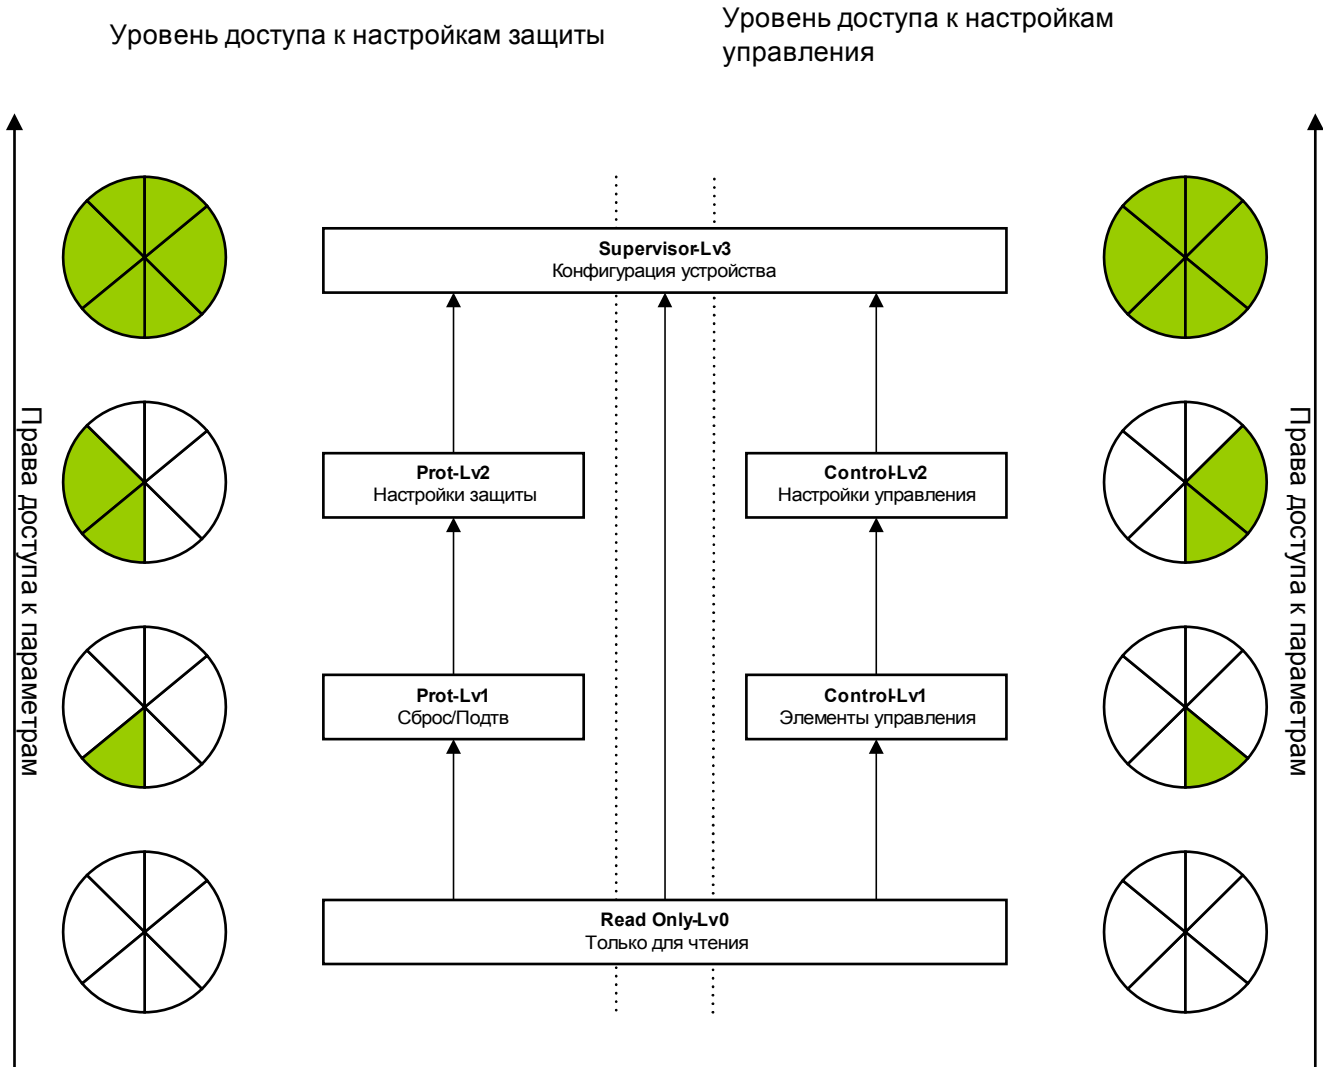 Уровень доступа к настройкам защиты
Уровень доступа к настройкам
управления
Supervisor-Lv3
Конфигурация устройства
Права доступа к параметрам
Права доступа к параметрам
Prot-Lv2
Настройки защиты
Control-Lv2
Настройки управления
Prot-Lv1
Сброс/Подтв
Control-Lv1
Элементы управления
Read Only-Lv0
Только для чтения